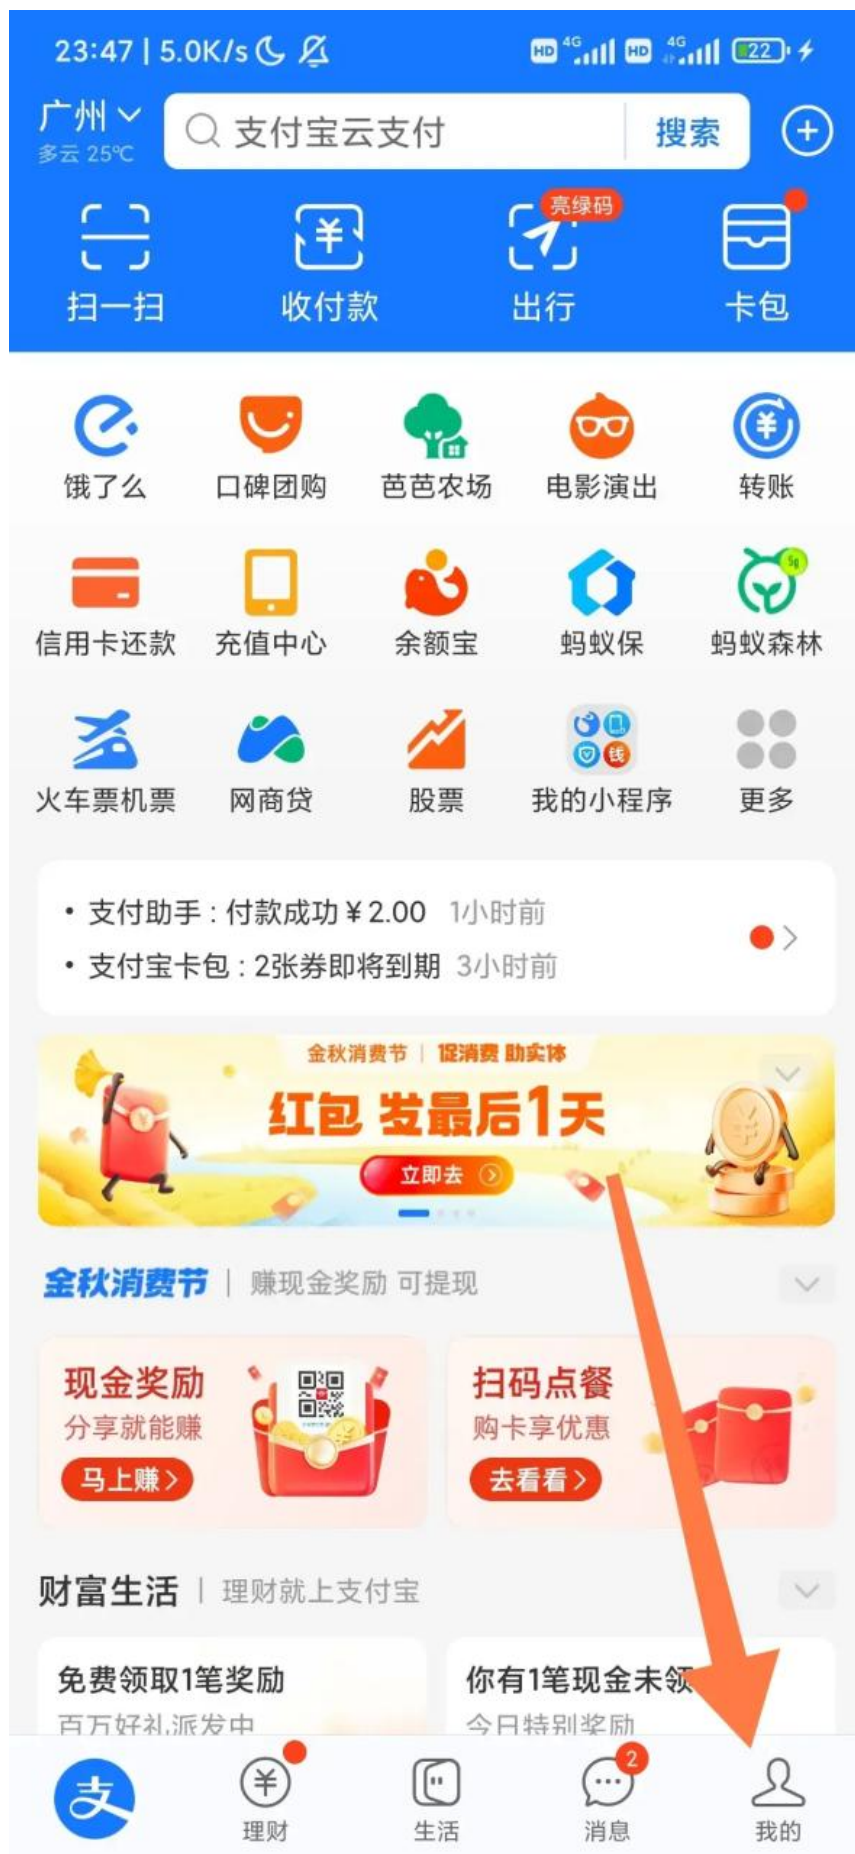 23:47 | 5.0K/s HD 4G HD 4G 22
广州
多云 25℃
支付宝云支付 搜索
亮绿码
扫一扫 收付款 出行 卡包
饿了么 口碑团购 芭芭农场 电影演出 转账
5g
信用卡还款 充值中心 余额宝 蚂蚁保 蚂蚁森林
钱
火车票机票 网商贷 股票 我的小程序 更多
• 支付助手 : 付款成功 ¥ 2.00 1小时前
• 支付宝卡包 : 2张券即将到期 3小时前
金秋消费节 | 促消费 助实体
红包 发最后1天
立即去
金秋消费节 | 赚现金奖励 可提现
现金奖励 扫码点餐
分享就能赚 购卡享优惠
马上赚 去看看
财富生活 | 理财就上支付宝
免费领取1笔奖励 你有1笔现金未领
百万好礼派发中 今日特别奖励
支 2
理财 生活 消息 我的